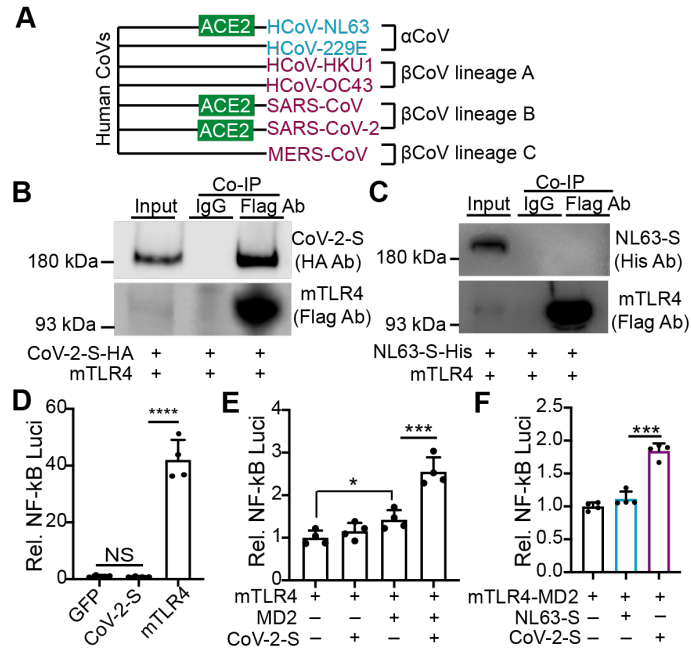 A
Human CoVs
ACE2 HCoV-NL63
HCoV-229E
αCoV
HCoV-HKU1
HCoV-OC43
βCoV lineage A
ACE2 SARS-CoV
ACE2 SARS-CoV-2
βCoV lineage B
MERS-CoV
βCoV lineage C
B
Co-IP
Input IgG Flag Ab
CoV-2-S
(HA Ab)
180 kDa
mTLR4
(Flag Ab)
93 kDa
CoV-2-S-HA + + +
mTLR4 + + +
C
Co-IP
Input IgG Flag Ab
NL63-S
(His Ab)
180 kDa
mTLR4
(Flag Ab)
93 kDa
NL63-S-His + + +
mTLR4 + + +
D
Rel. NF-kB Luci
60
40
20
0
NS
****
GFP
CoV-2-S
mTLR4
E
Rel. NF-kB Luci
4
3
2
1
0
*
***
mTLR4 + + + +
MD2 – – + +
CoV-2-S – + – +
F
Rel. NF-kB Luci
2.5
2.0
1.5
1.0
0.5
0.0
***
mTLR4-MD2 + + +
NL63-S – + –
CoV-2-S – – +